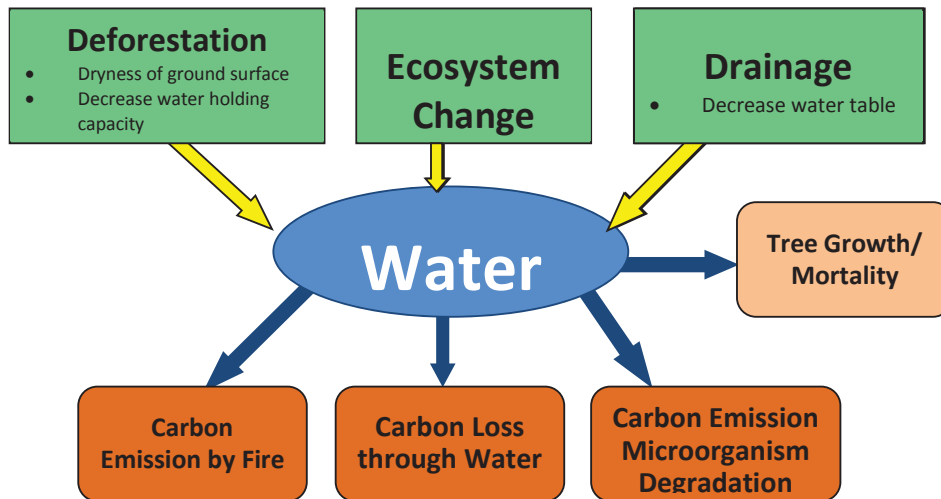 Deforestation
• Dryness of ground surface
• Decrease water holding
capacity
Ecosystem
Change
Drainage
• Decrease water table
Water
Tree Growth/
Mortality
Carbon
Emission by Fire
Carbon Loss
through Water
Carbon Emission
Microorganism
Degradation